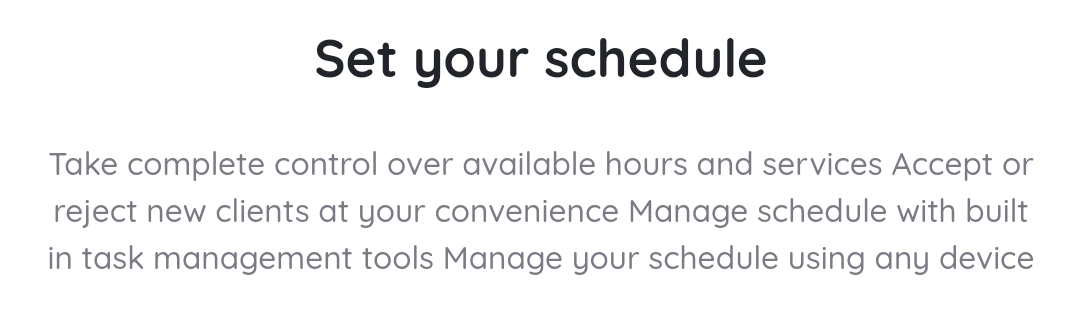 Set your schedule
Take complete control over available hours and services Accept or
reject new clients at your convenience Manage schedule with built
in task management tools Manage your schedule using any device